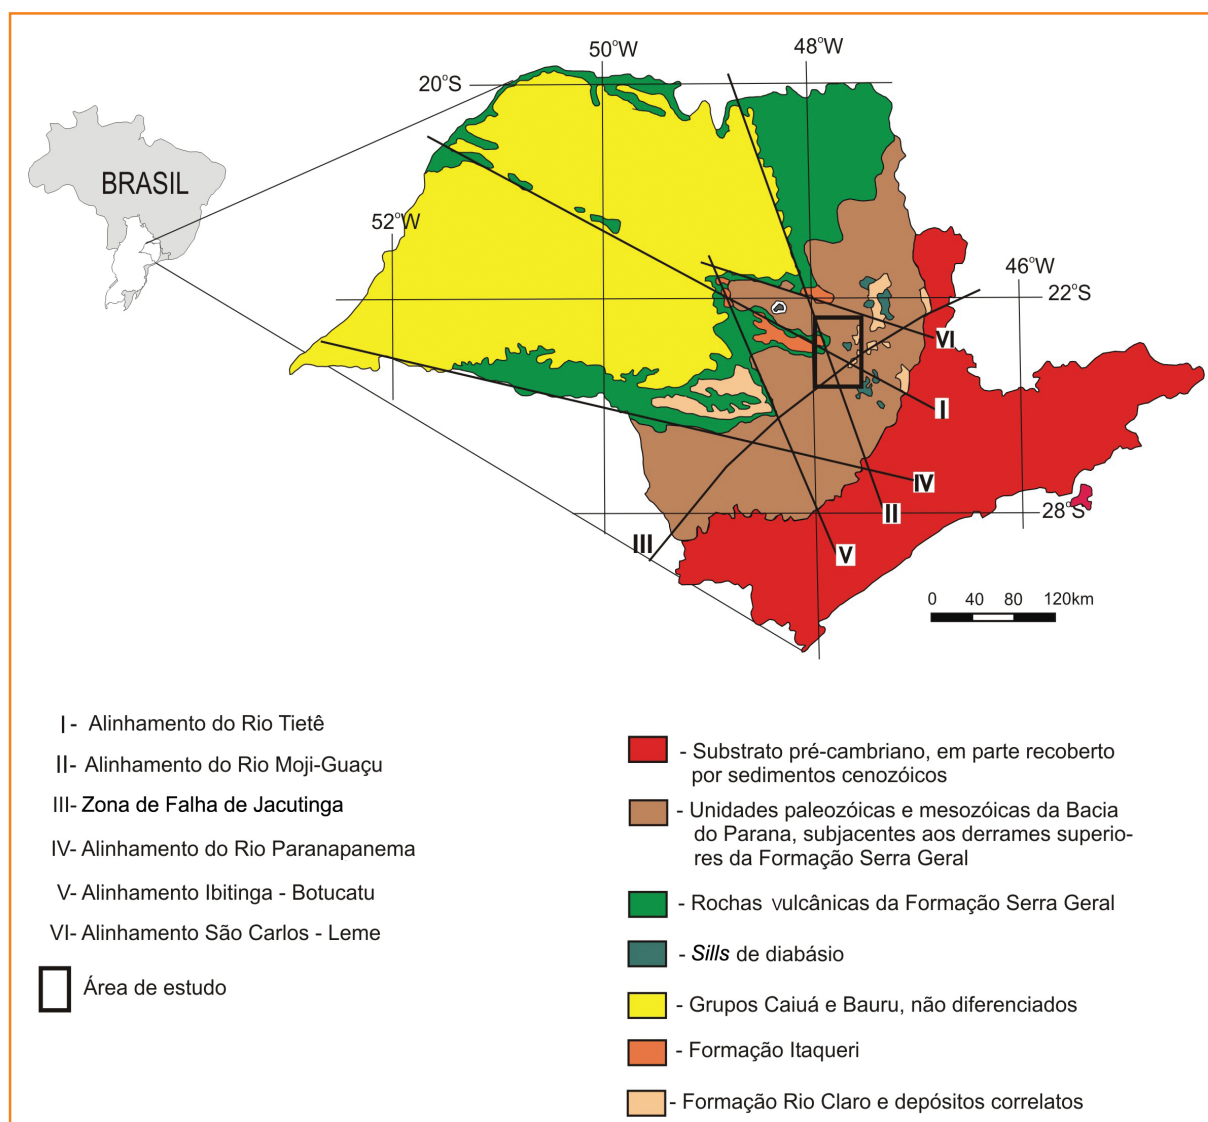 50°W
48°W
20°S
BRASIL
52°W
46°W
22°S
VI
I
IV
II
28°S
III
V
0 40 80 120km
I- Alinhamento do Rio Tietê
II- Alinhamento do Rio Moji-Guaçu
III- Zona de Falha de Jacutinga
IV- Alinhamento do Rio Paranapanema
V- Alinhamento Ibitinga - Botucatu
VI- Alinhamento São Carlos - Leme
Área de estudo
- Substrato pré-cambriano, em parte recoberto
por sedimentos cenozóicos
- Unidades paleozóicas e mesozóicas da Bacia
do Parana, subjacentes aos derrames superio-
res da Formação Serra Geral
- Rochas vulcânicas da Formação Serra Geral
- Sills de diabásio
- Grupos Caiuá e Bauru, não diferenciados
- Formação Itaqueri
- Formação Rio Claro e depósitos correlatos